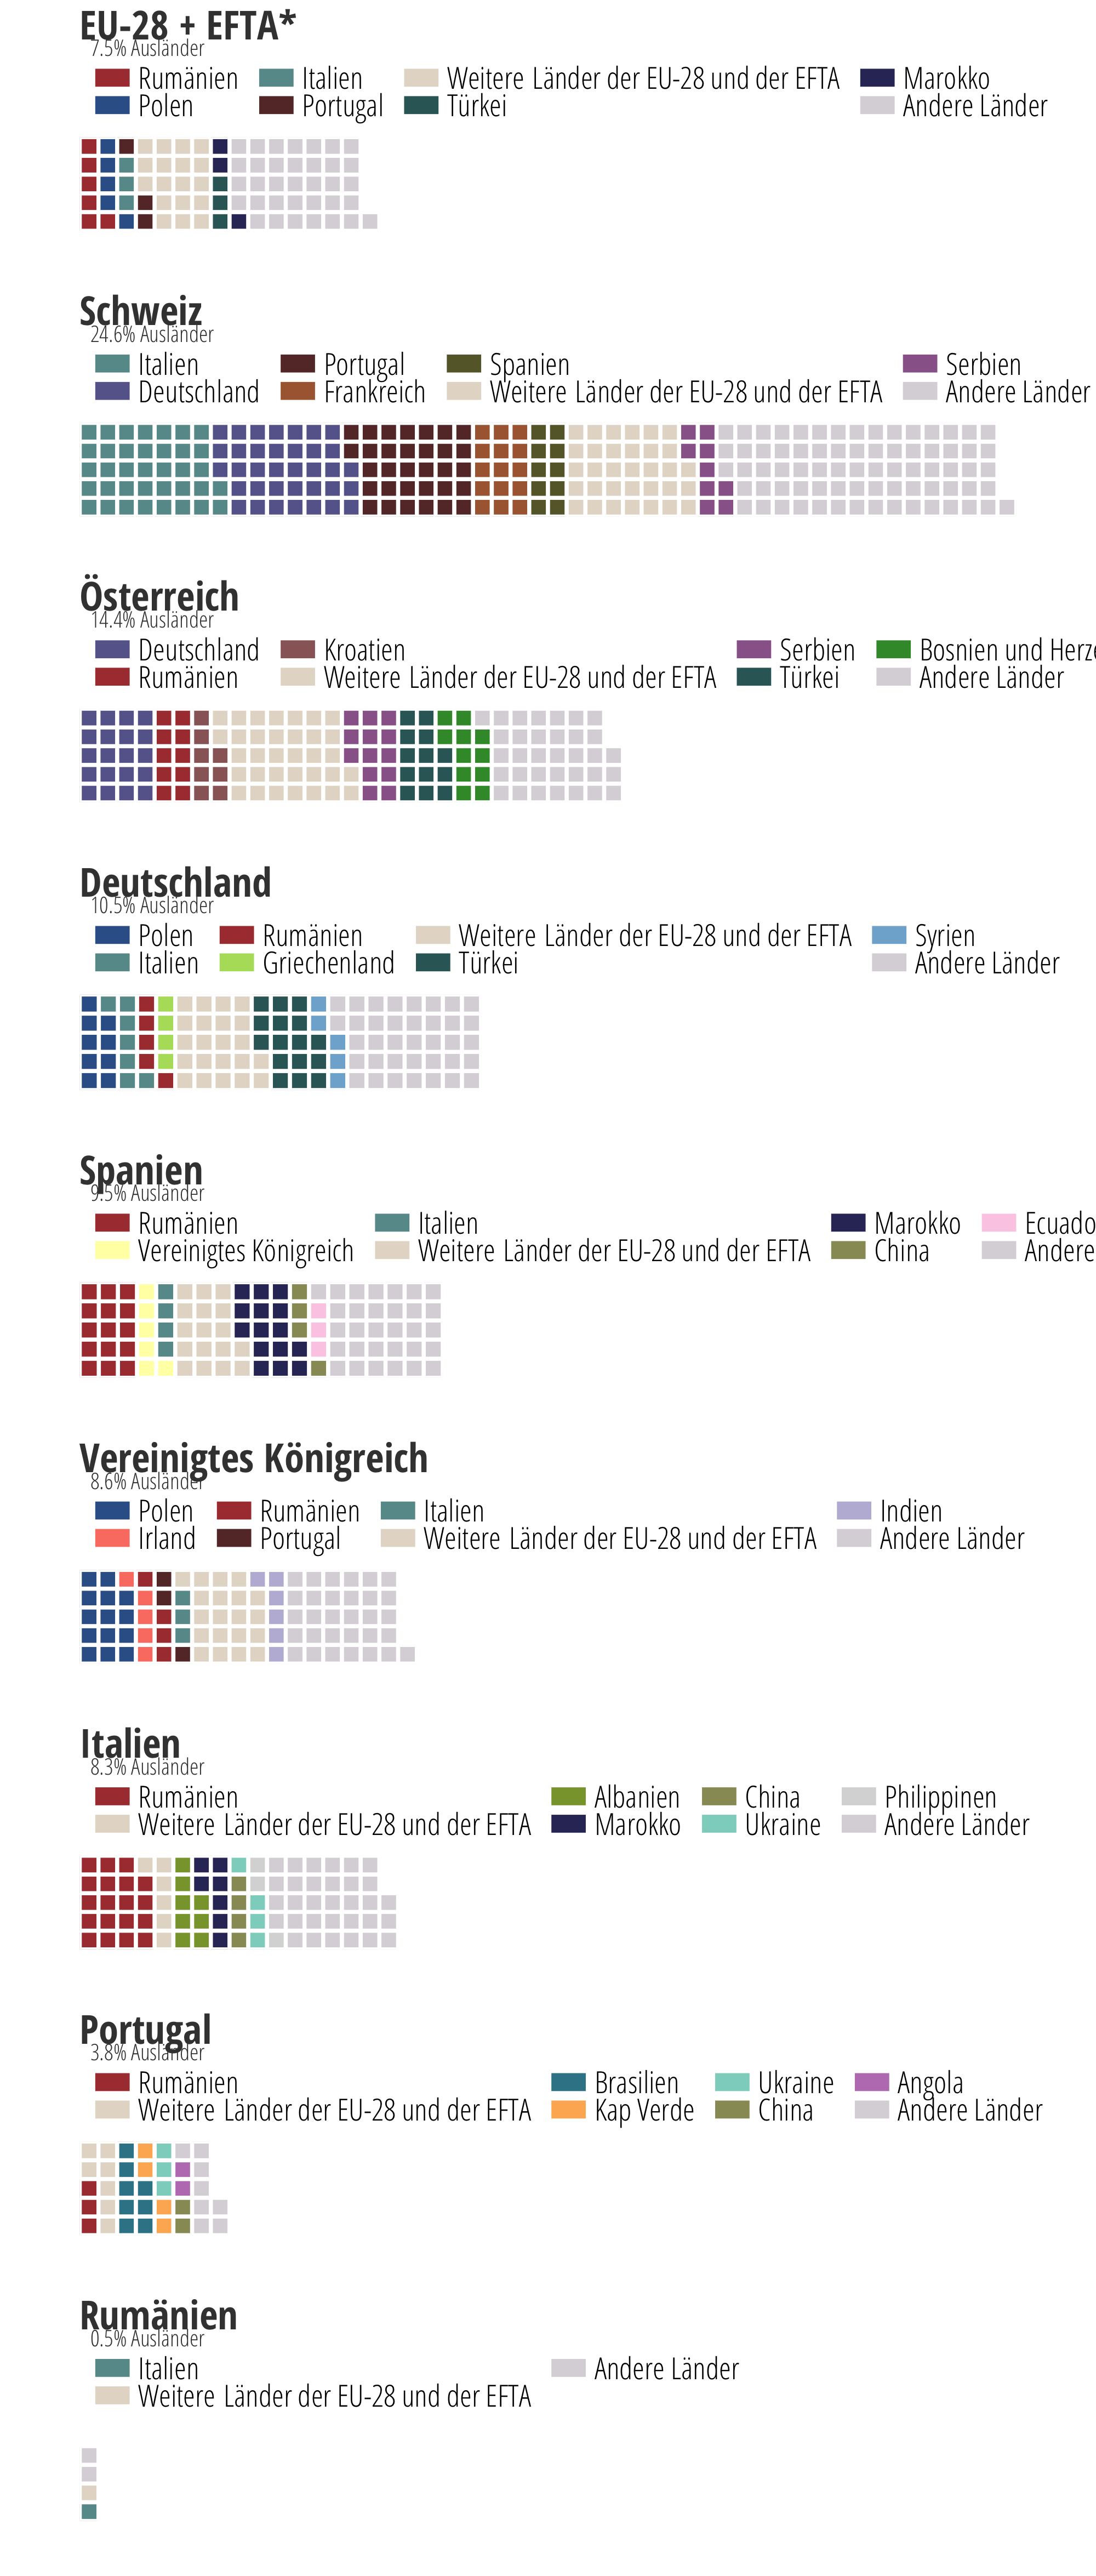 EU-28 + EFTA*
7.5% Ausländer
Rumänien Italien Weitere Länder der EU-28 und der EFTA Marokko
Polen Portugal Türkei Andere Länder
Schweiz
24.6% Ausländer
Italien Portugal Spanien Serbien
Deutschland Frankreich Weitere Länder der EU-28 und der EFTA Andere Länder
Österreich
14.4% Ausländer
Deutschland Kroatien Serbien Bosnien und Herze
Rumänien Weitere Länder der EU-28 und der EFTA Türkei Andere Länder
Deutschland
10.5% Ausländer
Polen Rumänien Weitere Länder der EU-28 und der EFTA Syrien
Italien Griechenland Türkei Andere Länder
Spanien
9.5% Ausländer
Rumänien Italien Marokko Ecuado
Vereinigtes Königreich Weitere Länder der EU-28 und der EFTA China Andere
Vereinigtes Königreich
8.6% Ausländer
Polen Rumänien Italien Indien
Irland Portugal Weitere Länder der EU-28 und der EFTA Andere Länder
Italien
8.3% Ausländer
Rumänien Albanien China Philippinen
Weitere Länder der EU-28 und der EFTA Marokko Ukraine Andere Länder
Portugal
3.8% Ausländer
Rumänien Brasilien Ukraine Angola
Weitere Länder der EU-28 und der EFTA Kap Verde China Andere Länder
Rumänien
0.5% Ausländer
Italien Andere Länder
Weitere Länder der EU-28 und der EFTA